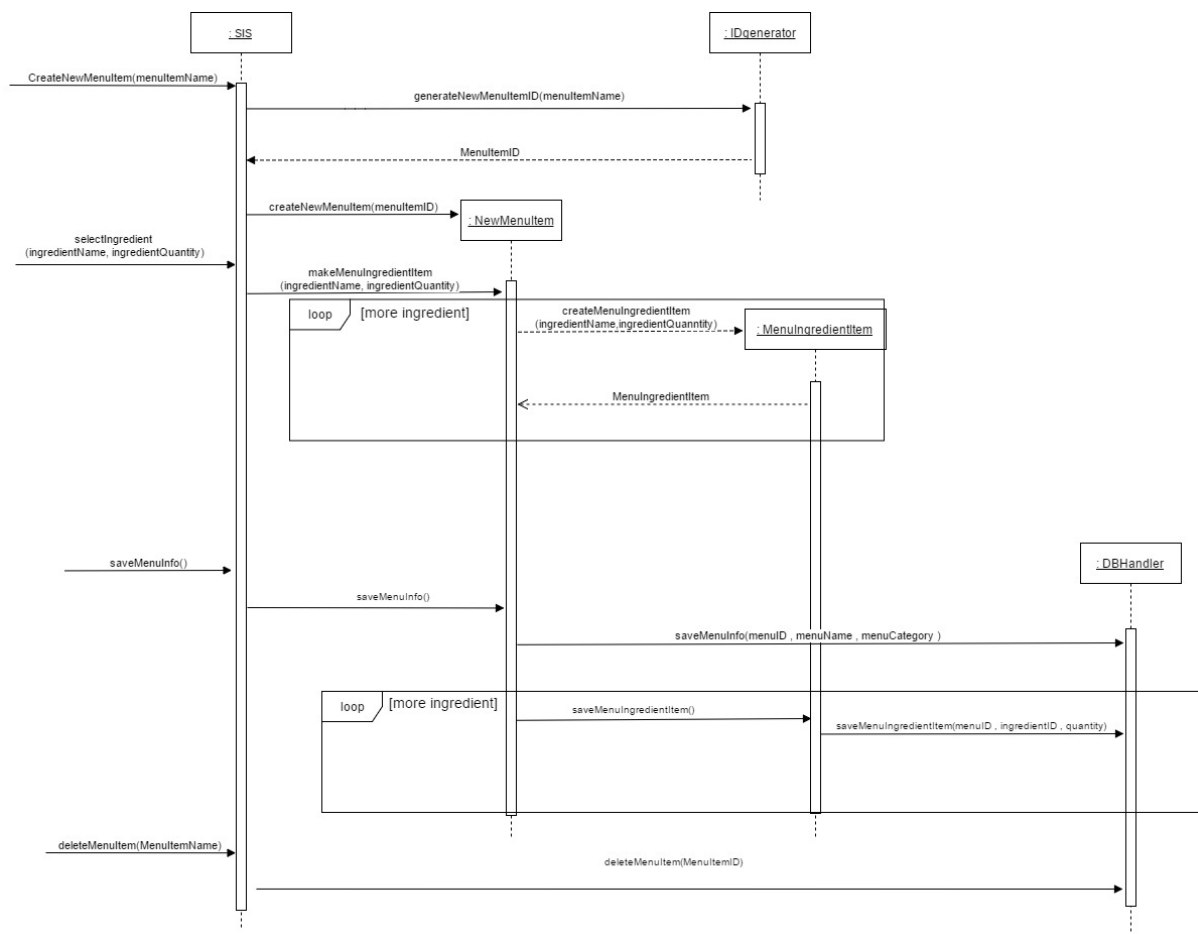 : SIS
: IDgenerator
CreateNewMenuItem(menuItemName)
generateNewMenuItemID(menuItemName)
MenuItemID
createNewMenuItem(menuItemID)
: NewMenuItem
selectIngredient
(ingredientName, ingredientQuantity)
makeMenuIngredientItem
(ingredientName, ingredientQuantity)
loop
[more ingredient]
createMenuIngredientItem
(ingredientName,ingredientQuanntity)
: MenuIngredientItem
MenuIngredientItem
saveMenuInfo()
: DBHandler
saveMenuInfo()
saveMenuInfo(menuID , menuName , menuCategory )
loop
[more ingredient]
saveMenuIngredientItem()
saveMenuIngredientItem(menuID , ingredientID , quantity)
deleteMenuItem(MenuItemName)
deleteMenuItem(MenuItemID)